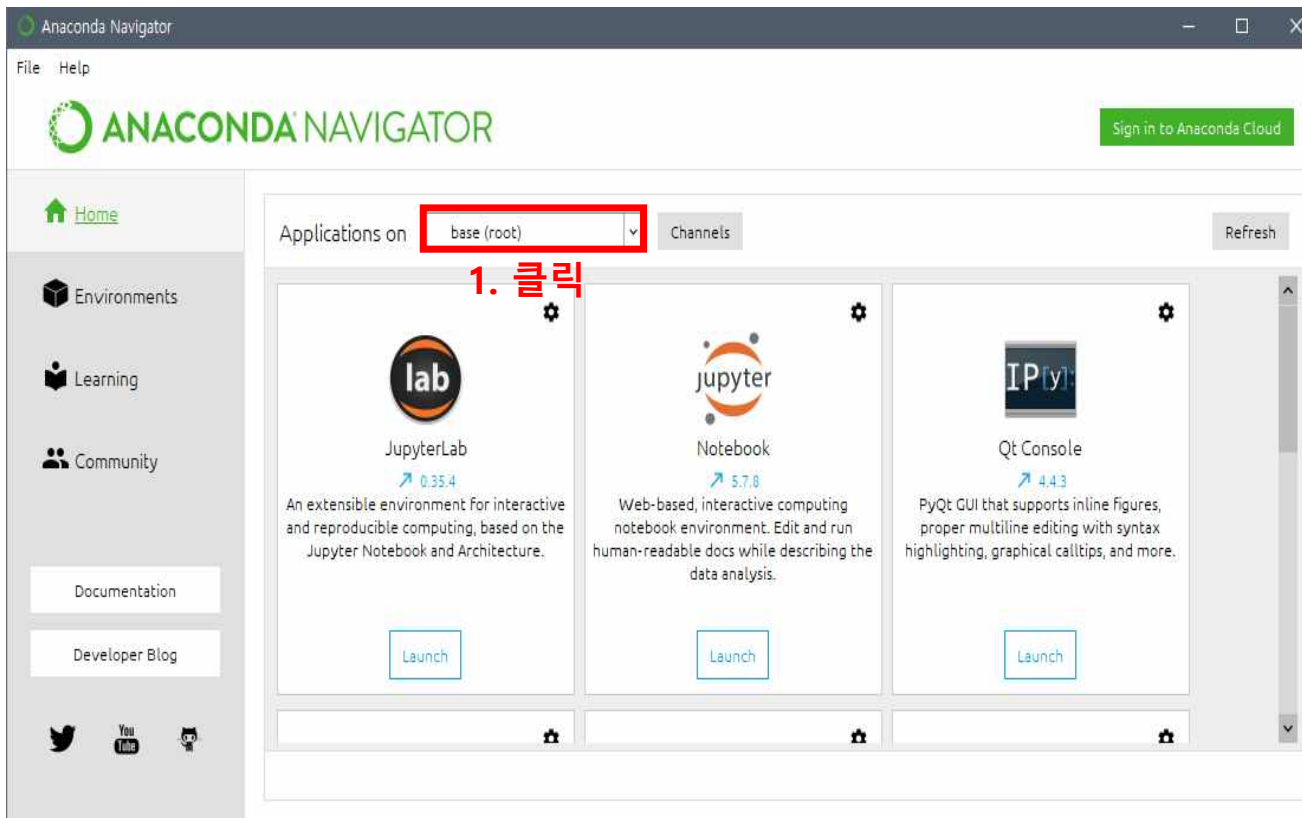 Anaconda Navigator
File Help
ANACONDA NAVIGATOR
Sign in to Anaconda Cloud
Home
Environments
Learning
Community
Documentation
Developer Blog
You
Tube
Applications on base (root) Channels Refresh
1. 클릭
lab
JupyterLab
0.35.4
An extensible environment for interactive
and reproducible computing, based on the
Jupyter Notebook and Architecture.
Launch
jupyter
Notebook
5.7.8
Web-based, interactive computing
notebook environment. Edit and run
human-readable docs while describing the
data analysis.
Launch
IP[y]:
Qt Console
4.4.3
PyQt GUI that supports inline figures,
proper multiline editing with syntax
highlighting, graphical calltips, and more.
Launch